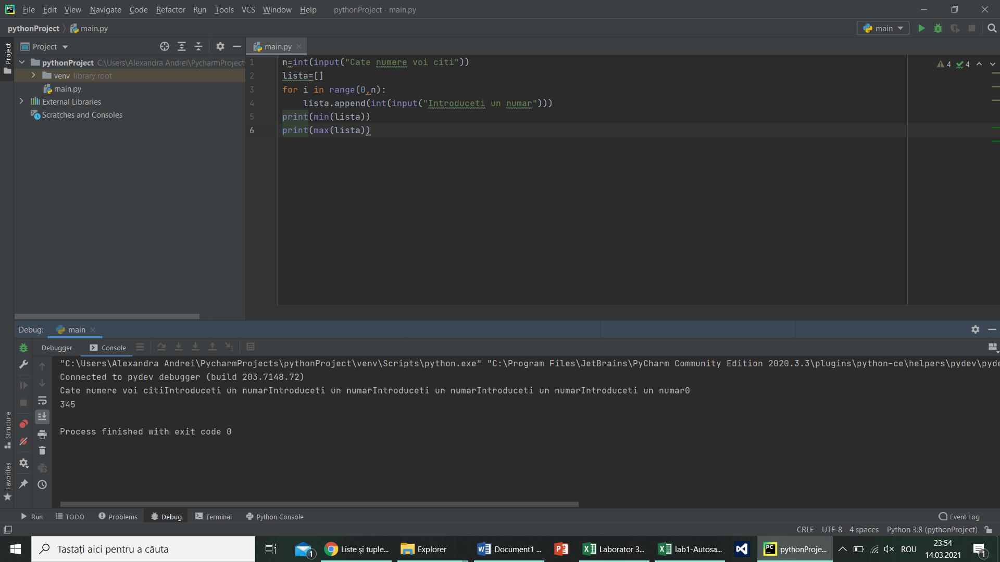 File Edit View Navigate Code Refactor Run Tools VCS Window Help pythonProject - main.py
pythonProject main.py
main
Project
Project
main.py
pythonProject C:\Users\Alexandra Andrei\PycharmProject
venv library root
main.py
External Libraries
Scratches and Consoles
1 n=int(input("Cate numere voi citi"))
2 lista=[]
3 for i in range(0,n):
4 lista.append(int(input("Introduceti un numar")))
5 print(min(lista))
6 print(max(lista))
4 4
Debug: main
Debugger Console
"C:\Users\Alexandra Andrei\PycharmProjects\pythonProject\venv\Scripts\python.exe" "C:\Program Files\JetBrains\PyCharm Community Edition 2020.3.3\plugins\python-ce\helpers\pydev\pyde
Connected to pydev debugger (build 203.7148.72)
Cate numere voi citiIntroduceti un numarIntroduceti un numarIntroduceti un numarIntroduceti un numarIntroduceti un numar0
345
Process finished with exit code 0
Structure
Favorites
Run TODO Problems Debug Terminal Python Console Event Log
CRLF UTF-8 4 spaces Python 3.8 (pythonProject)
Tastați aici pentru a căuta
1
Liste și tuple...
Explorer
Document1 ...
Laborator 3...
lab1-Autosa...
pythonProje...
ROU
23:54
14.03.2021
1